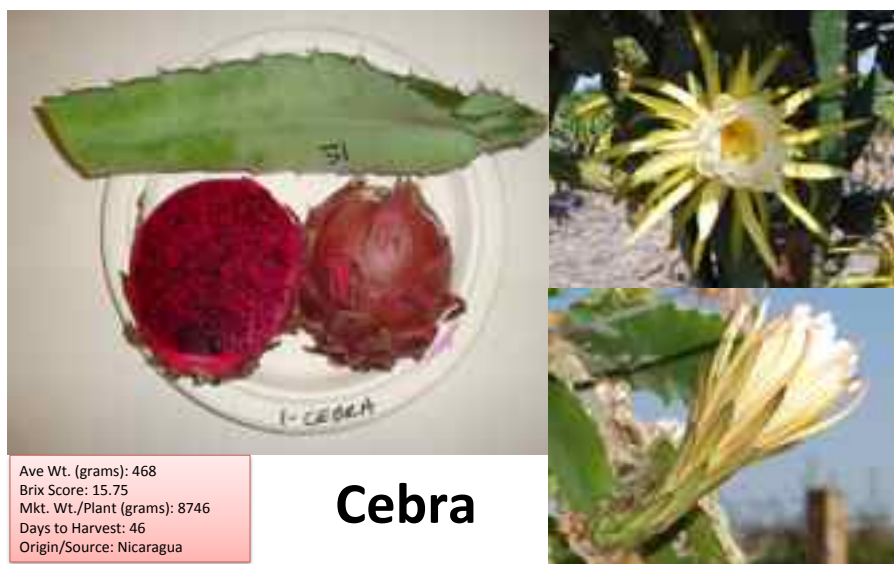 1-CEBRA
Ave Wt. (grams): 468
Brix Score: 15.75
Mkt. Wt./Plant (grams): 8746
Days to Harvest: 46
Origin/Source: Nicaragua
Cebra